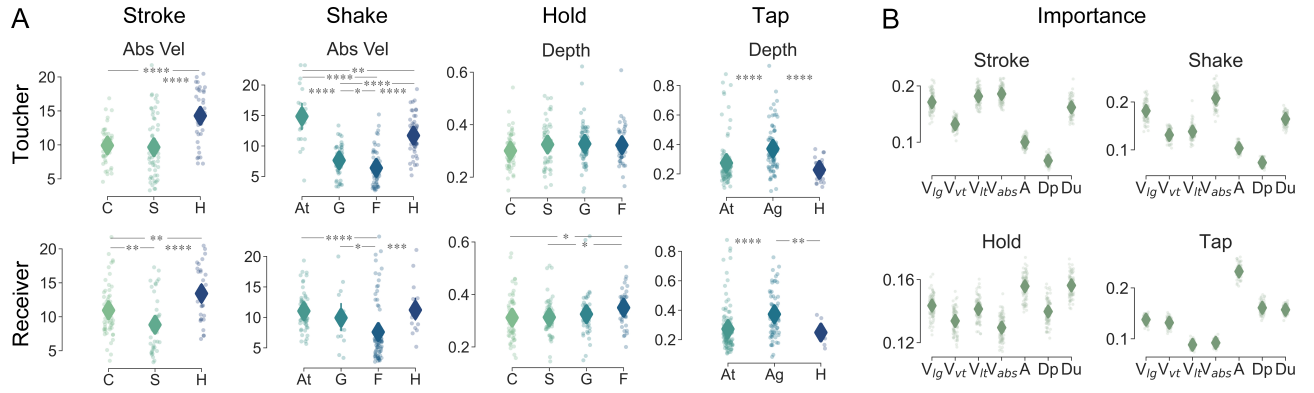 A Stroke Shake Hold Tap B Importance
Abs Vel Abs Vel Depth Depth
Toucher
20
15
10
5
**** ****
C S H
20
15
10
5
** **** **** **** * ****
At G F H
0.6
0.4
0.2
C S G F
0.8
0.6
0.4
0.2
**** ****
At Ag H
Receiver
20
15
10
5
** ** ****
C S H
20
15
10
5
**** * ***
At G F H
0.6
0.4
0.2
* *
C S G F
0.8
0.6
0.4
0.2
**** **
At Ag H
Stroke
0.2
0.1
Vlg Vvt Vlt Vabs A Dp Du
Shake
0.2
0.1
Vlg Vvt Vlt Vabs A Dp Du
Hold
0.16
0.12
Vlg Vvt Vlt Vabs A Dp Du
Tap
0.2
0.1
Vlg Vvt Vlt Vabs A Dp Du